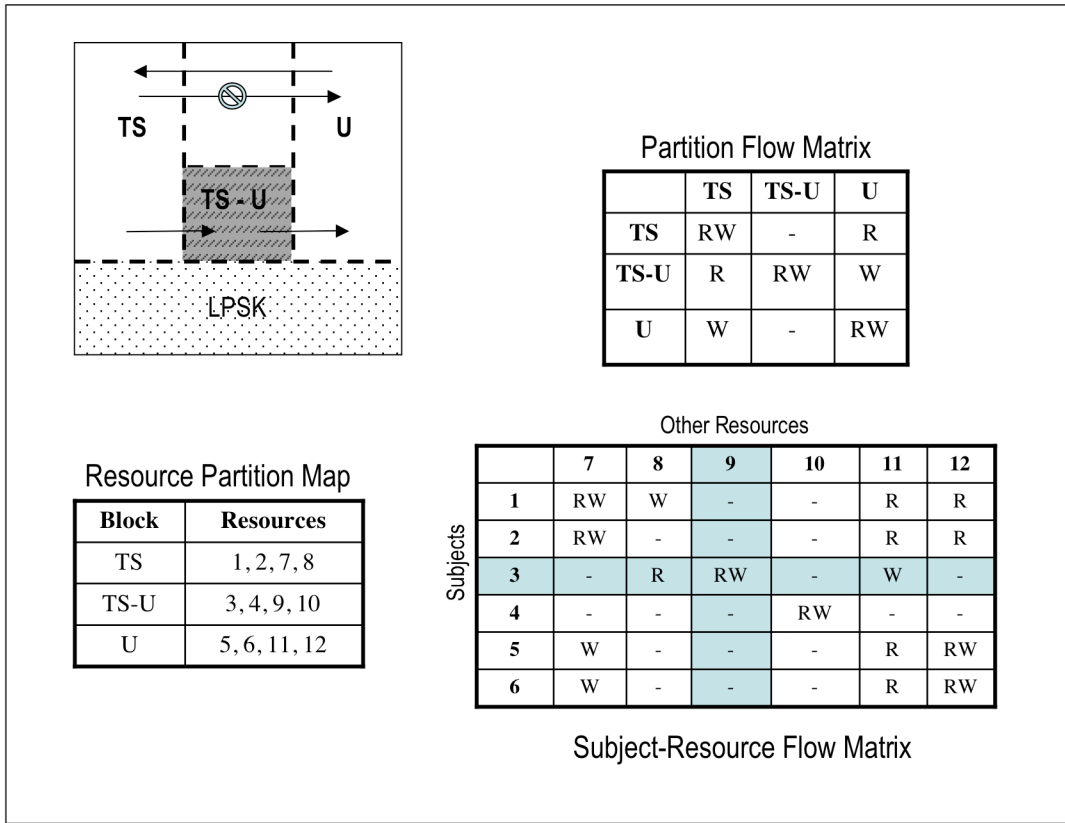 TS U
TS - U
LPSK
Partition Flow Matrix
TS TS-U U
TS RW - R
TS-U R RW W
U W - RW
Resource Partition Map
Block Resources
TS 1, 2, 7, 8
TS-U 3, 4, 9, 10
U 5, 6, 11, 12
Other Resources
Subjects
7 8 9 10 11 12
1 RW W - - R R
2 RW - - - R R
3 - R RW - W -
4 - - - RW - -
5 W - - - R RW
6 W - - - R RW
Subject-Resource Flow Matrix